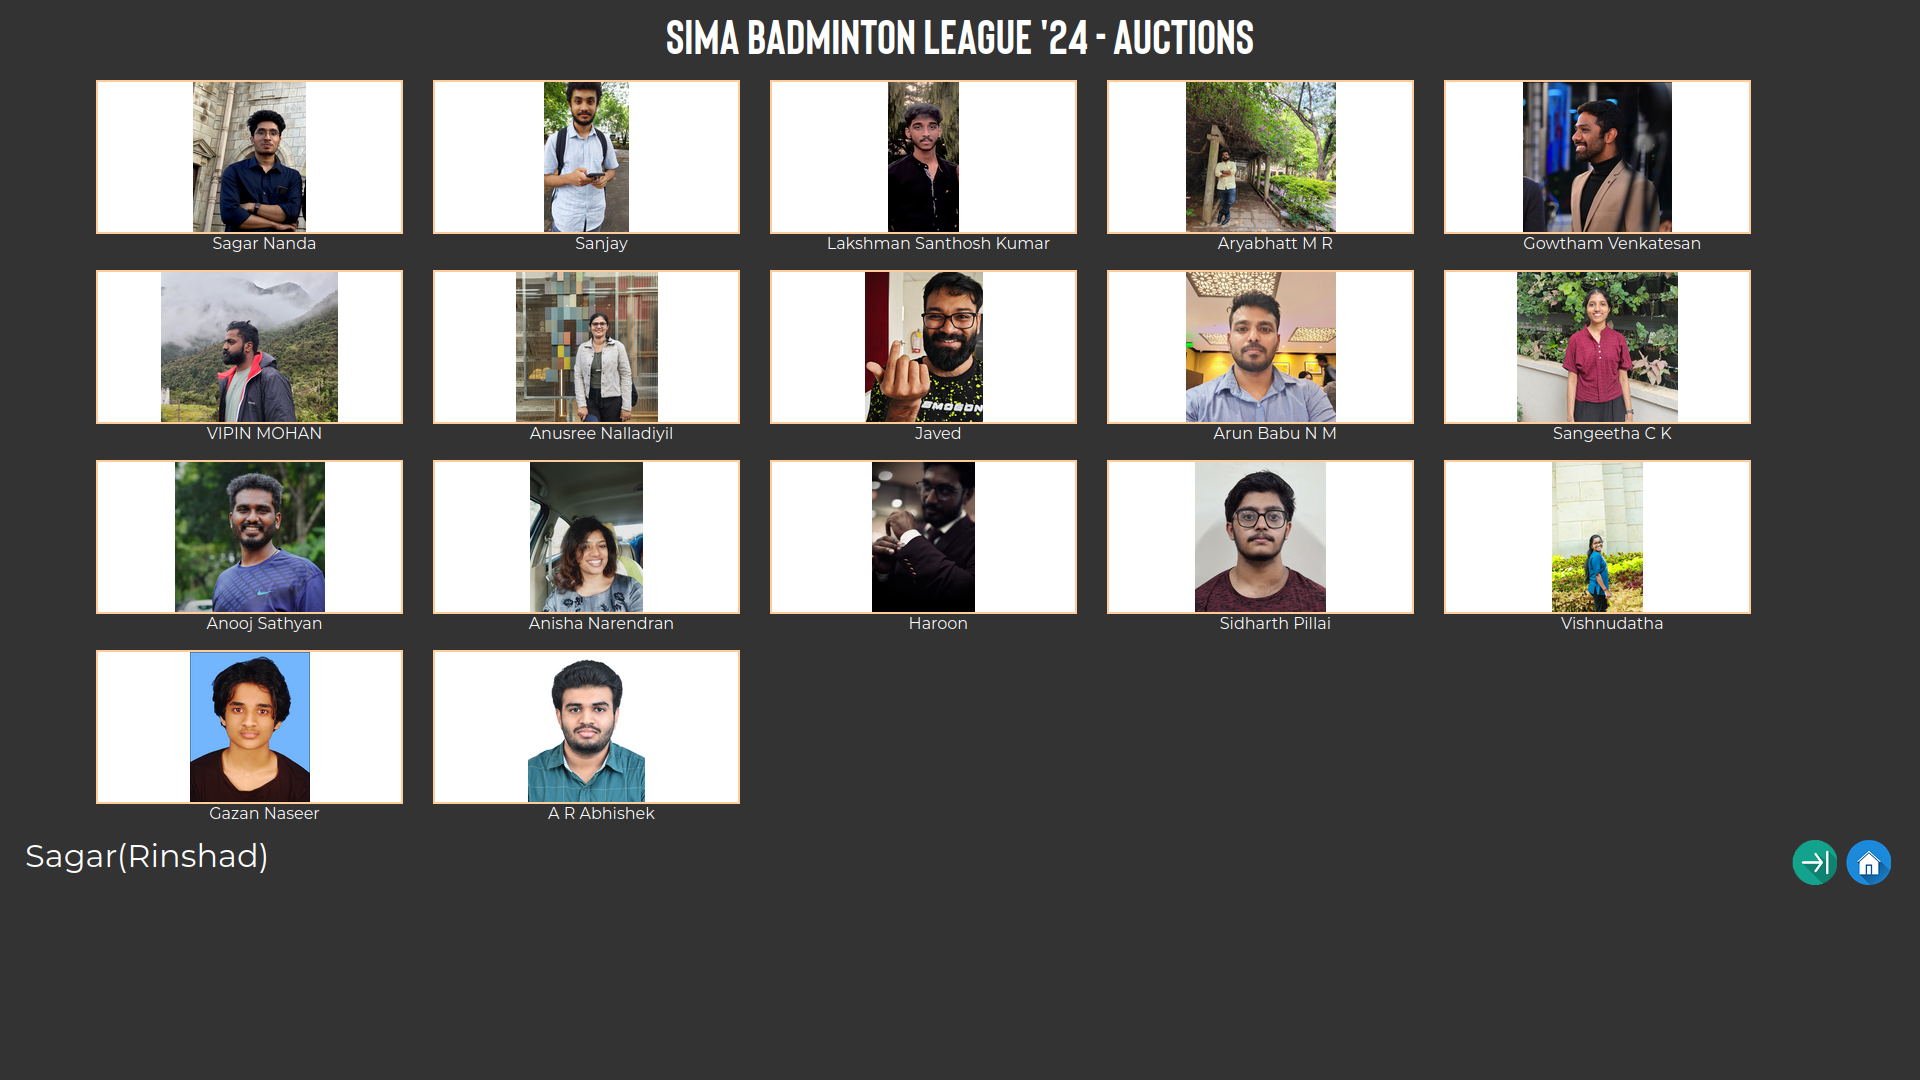 SIMA BADMINTON LEAGUE '24 - AUCTIONS
Sagar Nanda
Sanjay
Lakshman Santhosh Kumar
Aryabhatt M R
Gowtham Venkatesan
VIPIN MOHAN
Anusree Nalladiyil
Javed
Arun Babu N M
Sangeetha C K
Anooj Sathyan
Anisha Narendran
Haroon
Sidharth Pillai
Vishnudatha
Gazan Naseer
A R Abhishek
Sagar(Rinshad)